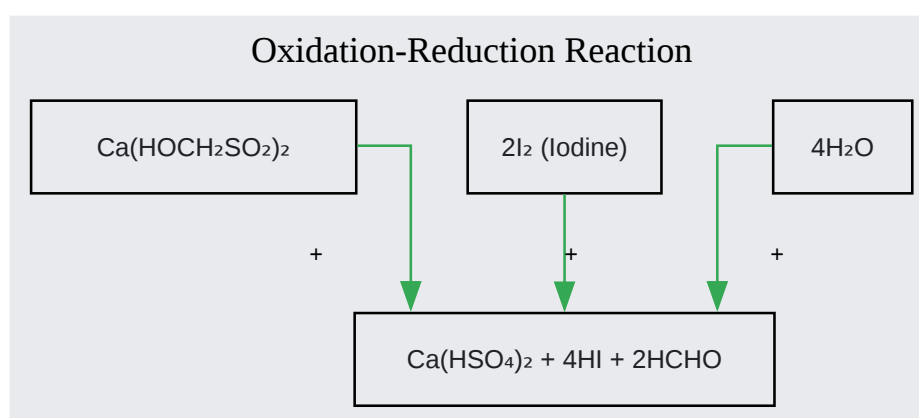 Oxidation-Reduction Reaction
Ca(HOCH₂SO₂)₂
2I₂ (Iodine)
4H₂O
+
+
+
Ca(HSO₄)₂ + 4HI + 2HCHO